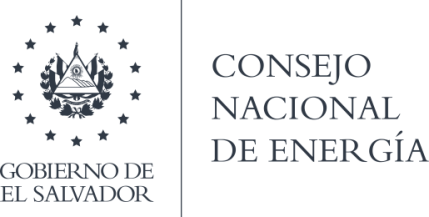 GOBIERNO DE
EL SALVADOR
CONSEJO
NACIONAL
DE ENERGÍA